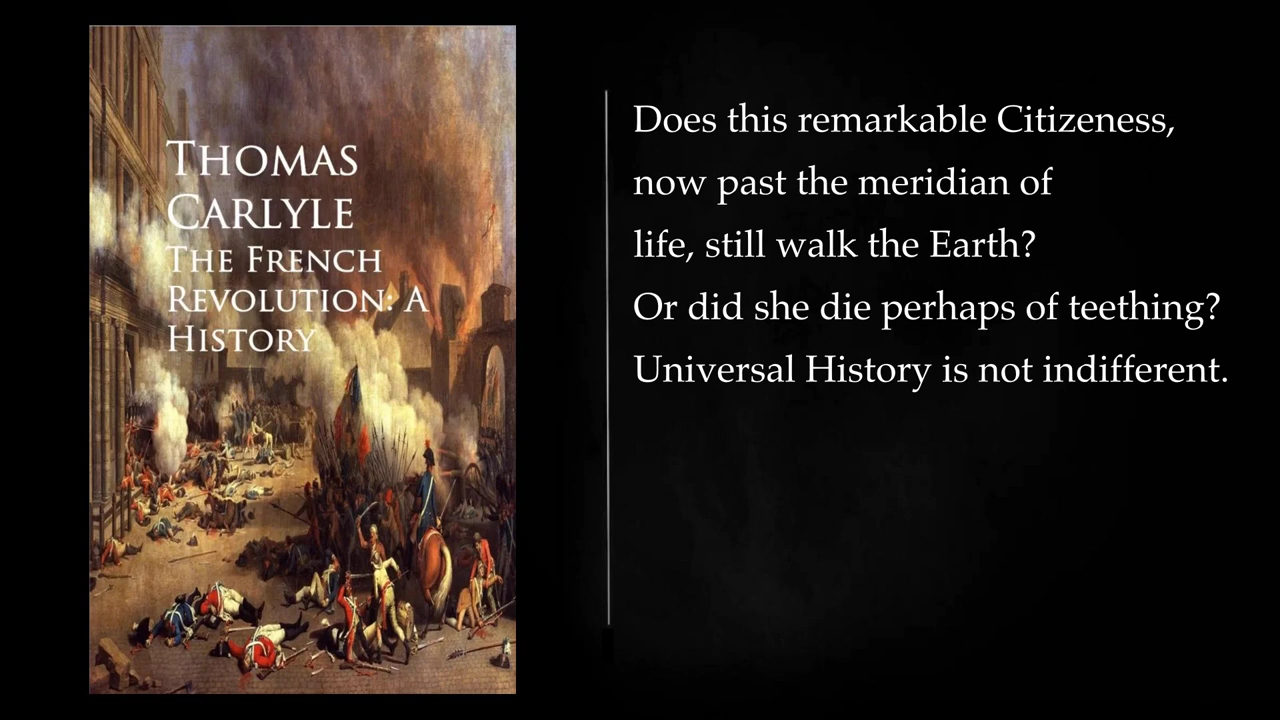 THOMAS
CARLYLE
THE FRENCH
REVOLUTION: A
HISTORY
Does this remarkable Citizeness,
now past the meridian of
life, still walk the Earth?
Or did she die perhaps of teething?
Universal History is not indifferent.